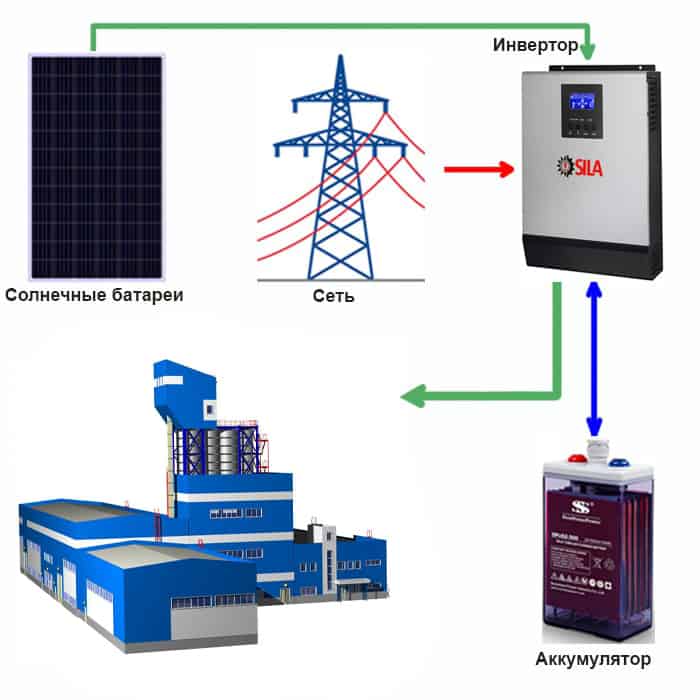 Инвертор
SILA
Солнечные батареи
Сеть
Аккумулятор